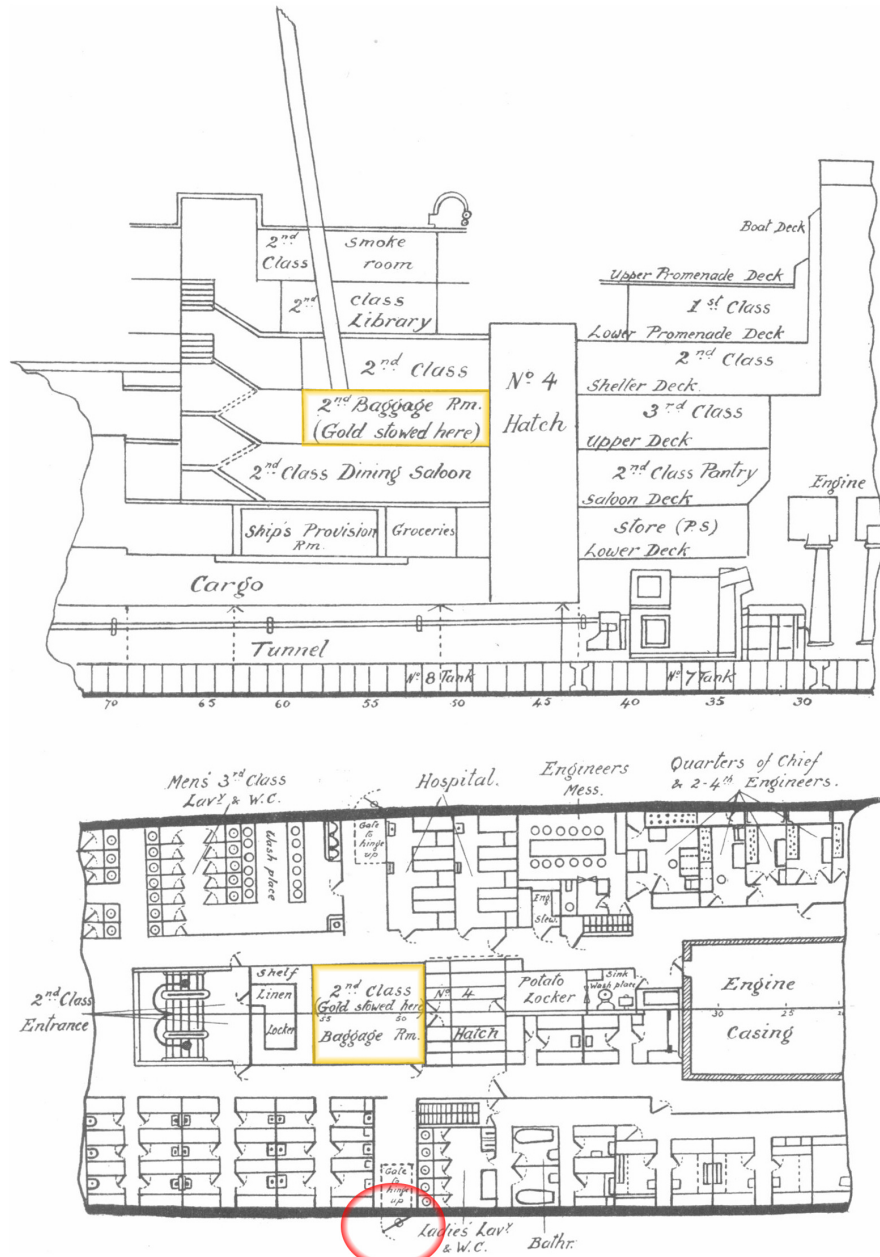 Boat Deck
2nd Smoke
Class room
Upper Promenade Deck
2nd class
Library
1st Class
Lower Promenade Deck
2nd Class
Nº 4
Hatch
2nd Class
Shelter Deck.
2nd Baggage Rm.
(Gold stowed here)
3rd Class
Upper Deck
2nd Class Dining Saloon
2nd Class Pantry
Saloon Deck
Engine
Ship's Provision
Rm.
Groceries
Store (P.S)
Lower Deck
Cargo
Tunnel
Nº 8 Tank
Nº 7 Tank
70 65 60 55 50 45 40 35 30
Mens' 3rd Class
Lavy & W.C.
Hospital.
Engineers
Mess.
Quarters of Chief
& 2-4th Engineers.
Gate
to
hinge
up
Wash place
Eng.
Stew.
2nd Class
Entrance
Shelf
Linen
Locker
2nd Class
(Gold stowed here)
55 50
Baggage Rm.
Nº 4
Hatch
Potato
Locker
Sink
Wash place
Engine
Casing
30 25
Gate
to
hinge
up
Ladies' Lavy
& W.C.
Bathr.